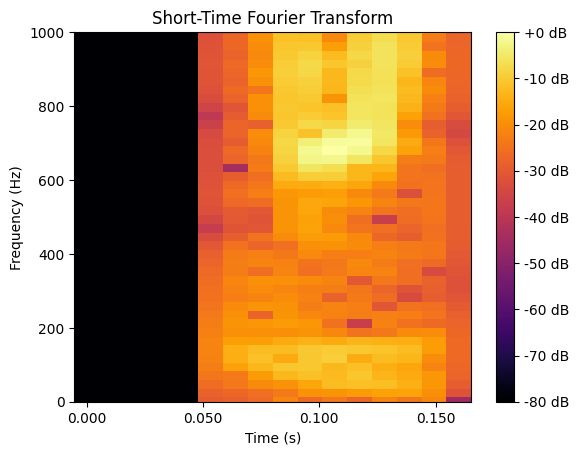 Short-Time Fourier Transform
1000
800
600
400
200
0
Frequency (Hz)
0.000
0.050
0.100
0.150
Time (s)
+0 dB
-10 dB
-20 dB
-30 dB
-40 dB
-50 dB
-60 dB
-70 dB
-80 dB